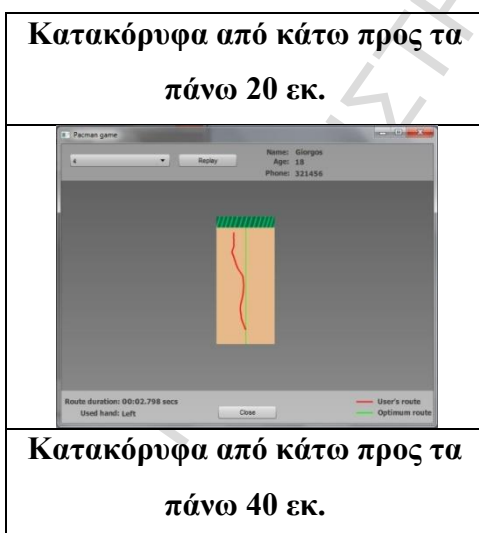 Κατακόρυφα από κάτω προς τα
πάνω 20 εκ.
Pacman game
4 Replay
Name: Giorgos
Age: 18
Phone: 321456
Route duration: 00:02.798 secs
Used hand: Left
Close
User's route
Optimum route
Κατακόρυφα από κάτω προς τα
πάνω 40 εκ.